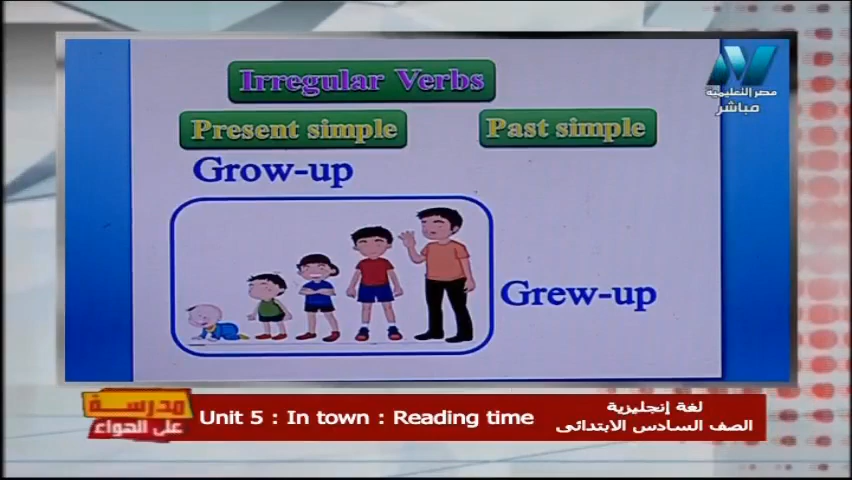 Irregular Verbs
Present simple
Past simple
Grow-up
Grew-up
مصر التعليمية
مباشر
مدرسة
على الهواء
Unit 5 : In town : Reading time
لغة إنجليزية
الصف السادس الابتدائى